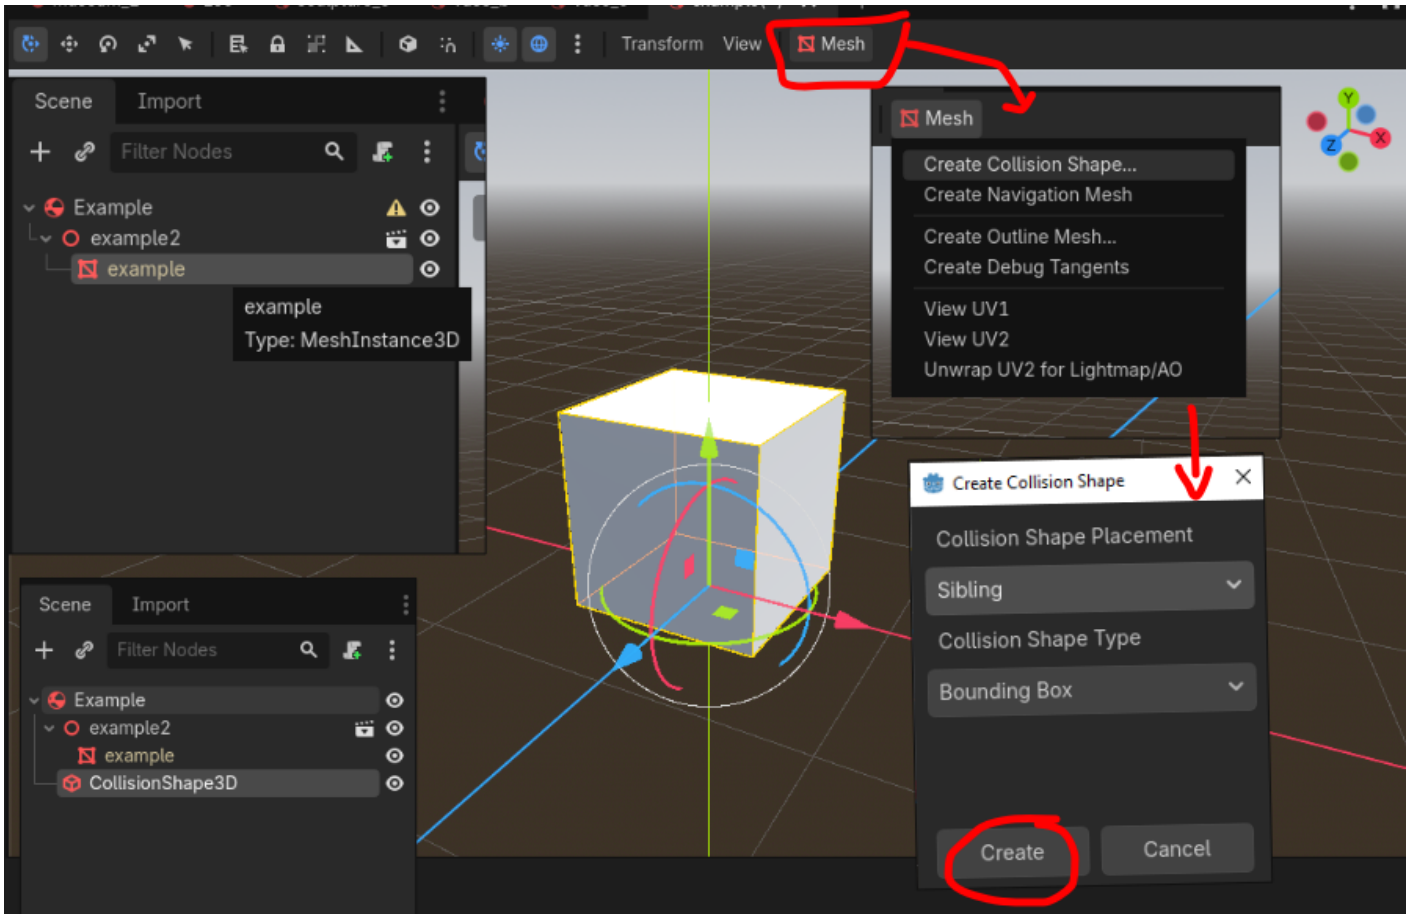 Transform View Mesh
Scene Import
Filter Nodes
Example
example2
example
example
Type: MeshInstance3D
Mesh
Create Collision Shape...
Create Navigation Mesh
Create Outline Mesh...
Create Debug Tangents
View UV1
View UV2
Unwrap UV2 for Lightmap/AO
Y
X
Z
Create Collision Shape
Collision Shape Placement
Sibling
Collision Shape Type
Bounding Box
Create Cancel
Scene Import
Filter Nodes
Example
example2
example
CollisionShape3D